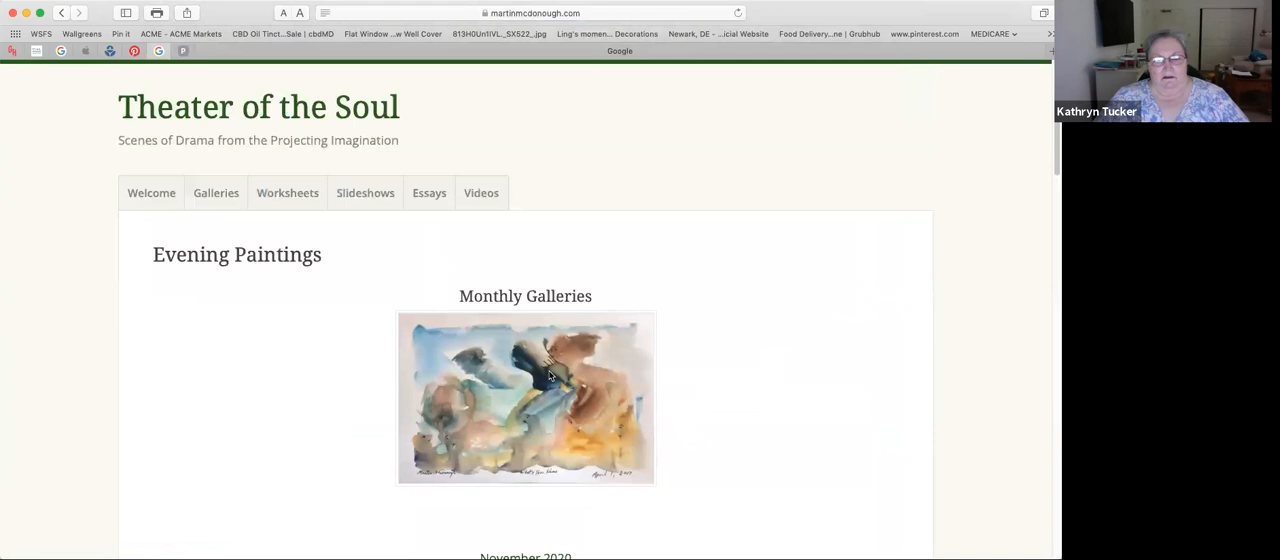 martinmcdonough.com
WSFS Wallgreens Pin it ACME - ACME Markets CBD Oil Tinct...Sale | cbdMD Flat Window ...w Well Cover 813H0Un1IVL._SX522_.jpg Ling's momen... Decorations Newark, DE - ...icial Website Food Delivery...ng | Grubhub www.pinterest.com MEDICARE
Google
Kathryn Tucker
Theater of the Soul
Scenes of Drama from the Projecting Imagination
Welcome Galleries Worksheets Slideshows Essays Videos
Evening Paintings
Monthly Galleries
November 2020